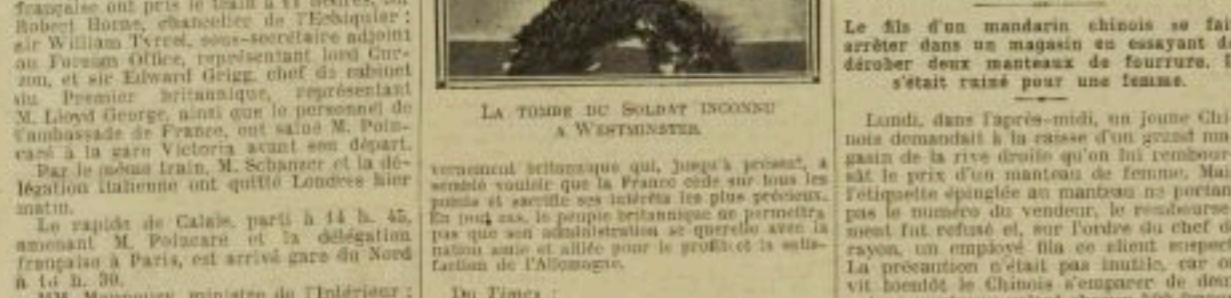 française ont pris le train à 11 heures.
Robert Horne, chancelier de l'Echiquier ;
sir William Tyrrel, sous-secrétaire adjoint
au Foreign Office, représentant lord Cur-
zon, et sir Edward Grigg, chef de cabinet
du Premier britannique, représentant
M. Lloyd George, ainsi que le personnel de
l'ambassade de France, ont salué M. Poin-
caré à la gare Victoria avant son départ.
Par le même train, M. Schanzer et la dé-
légation italienne ont quitté Londres hier
matin.
Le rapide de Calais, parti à 14 h. 45,
amenant M. Poincaré et la délégation
française à Paris, est arrivé gare du Nord
à h. 30.
MM. Maunoury, ministre de l'Intérieur ;
LA TOMBE DU SOLDAT INCONNU
A WESTMINSTER
vernement britannique qui, jusqu'à présent, a
semblé vouloir que la France cède sur tous les
points et sacrifie ses intérêts les plus précieux.
En tout cas, le peuple britannique ne permettra
pas que son administration se querelle avec la
nation amie et alliée pour le profit et la satis-
faction de l'Allemagne.
Du Times :
Le fils d'un mandarin chinois se fai
arrêter dans un magasin en essayant d
dérober deux manteaux de fourrure. I
s'était ruiné pour une femme.
Lundi, dans l'après-midi, un jeune Chi
nois demandait à la caisse d'un grand ma
gasin de la rive droite qu'on lui rembour
sât le prix d'un manteau de femme. Mai
l'étiquette épinglée au manteau ne portan
pas le numéro du vendeur, le rembourse
ment fut refusé et, sur l'ordre du chef d
rayon, un employé fila ce client suspec
La précaution n'était pas inutile, car o
vit bientôt le Chinois s'emparer de deu